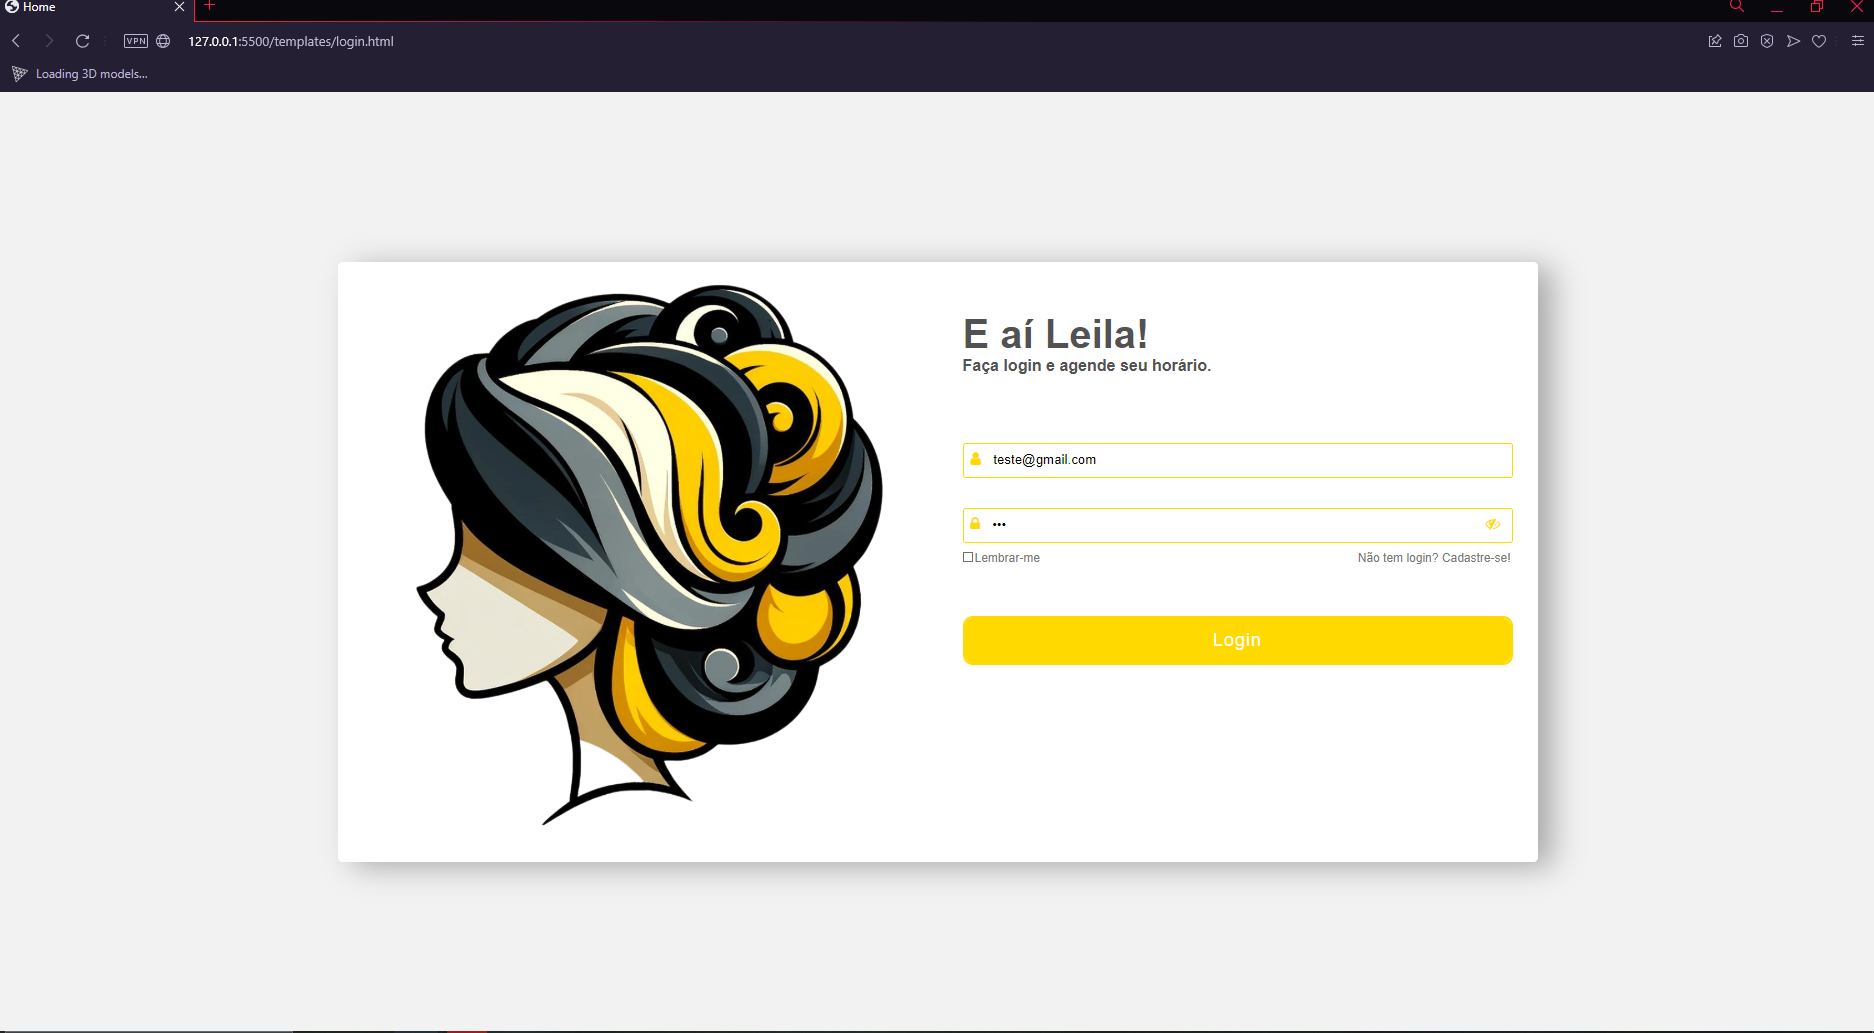 Home
VPN
127.0.0.1:5500/templates/login.html
Loading 3D models...
E aí Leila!
Faça login e agende seu horário.
teste@gmail.com
•••
Lembrar-me
Não tem login? Cadastre-se!
Login